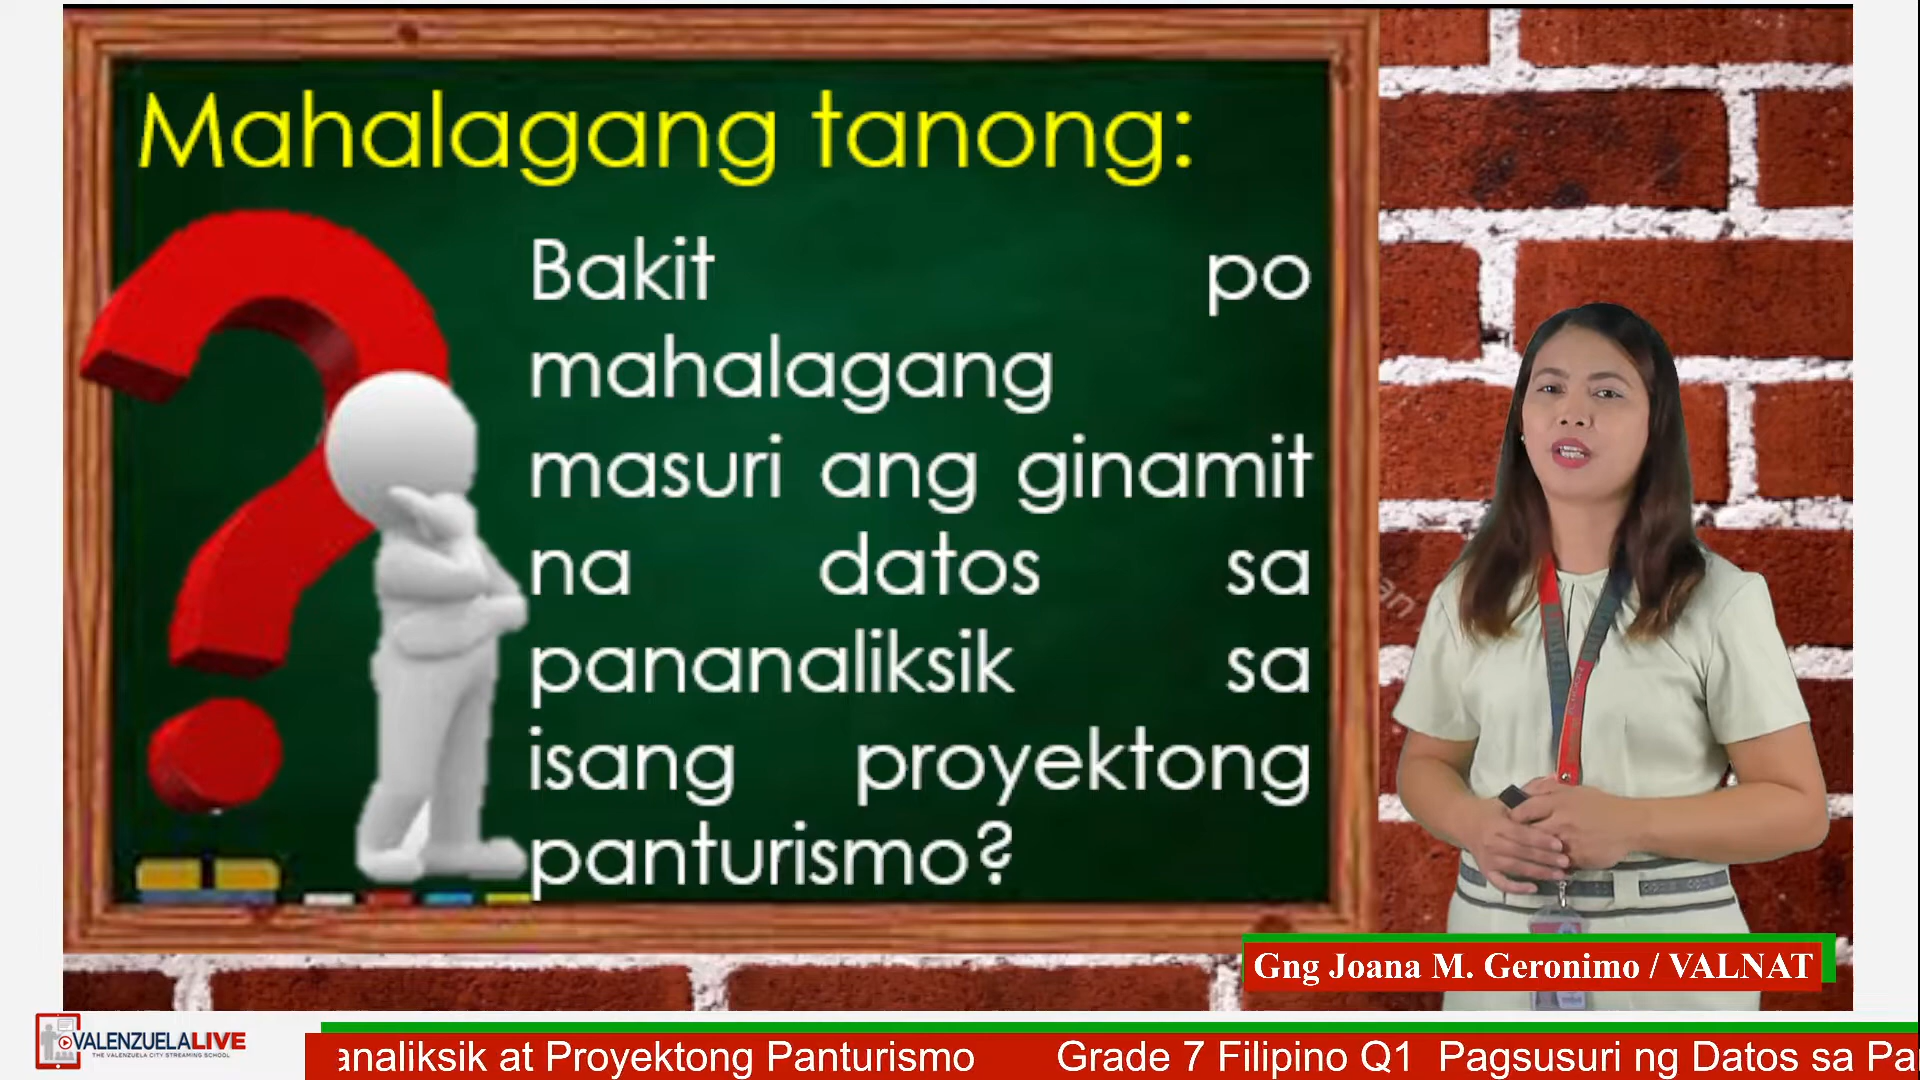 Mahalagang tanong:
Bakit po
mahalagang
masuri ang ginamit
na datos sa
pananaliksik sa
isang proyektong
panturismo?
an
Gng Joana M. Geronimo / VALNAT
VALENZUELALIVE
THE VALENZUELA CITY STREAMING SCHOOL
analiksik at Proyektong Panturismo Grade 7 Filipino Q1 Pagsusuri ng Datos sa Pa